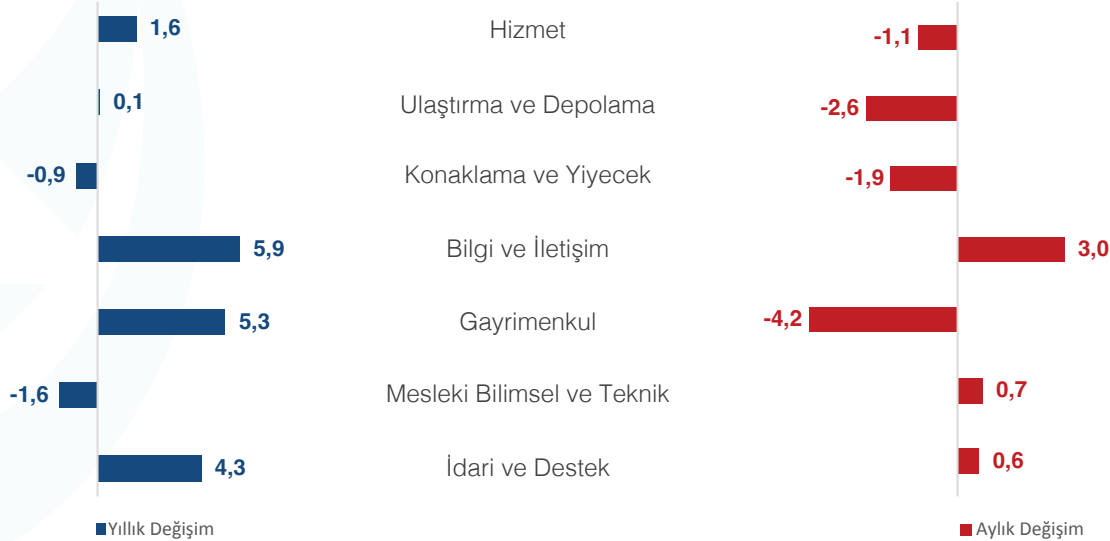 1,6 Hizmet -1,1
0,1 Ulaştırma ve Depolama -2,6
-0,9 Konaklama ve Yiyecek -1,9
5,9 Bilgi ve İletişim 3,0
5,3 Gayrimenkul -4,2
-1,6 Mesleki Bilimsel ve Teknik 0,7
4,3 İdari ve Destek 0,6
Yıllık Değişim Aylık Değişim